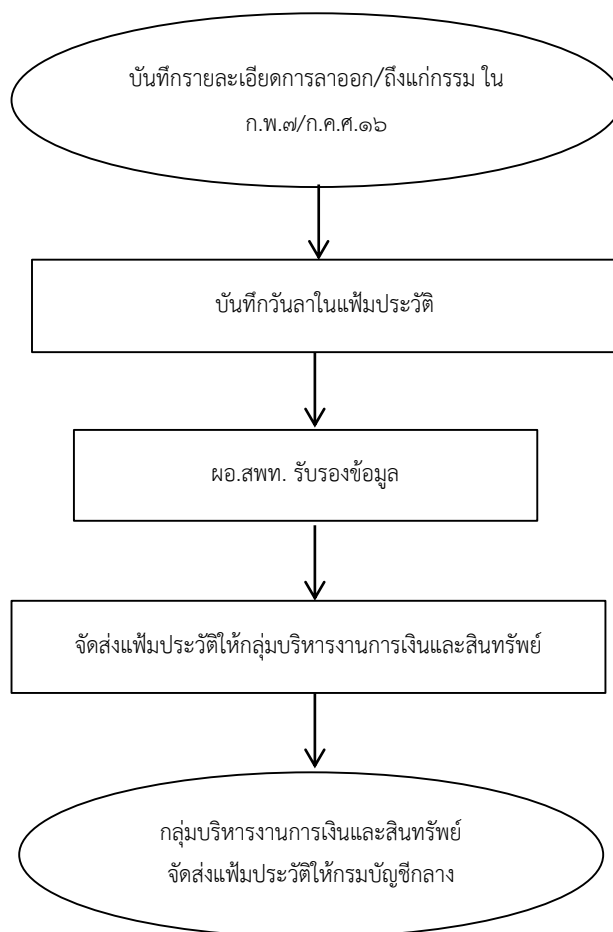 บันทึกรายละเอียดการลาออก/ถึงแก่กรรม ใน
ก.พ.๗/ก.ค.ศ.๑๖
บันทึกวันลาในแฟ้มประวัติ
ผอ.สพท. รับรองข้อมูล
จัดส่งแฟ้มประวัติให้กลุ่มบริหารงานการเงินและสินทรัพย์
กลุ่มบริหารงานการเงินและสินทรัพย์
จัดส่งแฟ้มประวัติให้กรมบัญชีกลาง